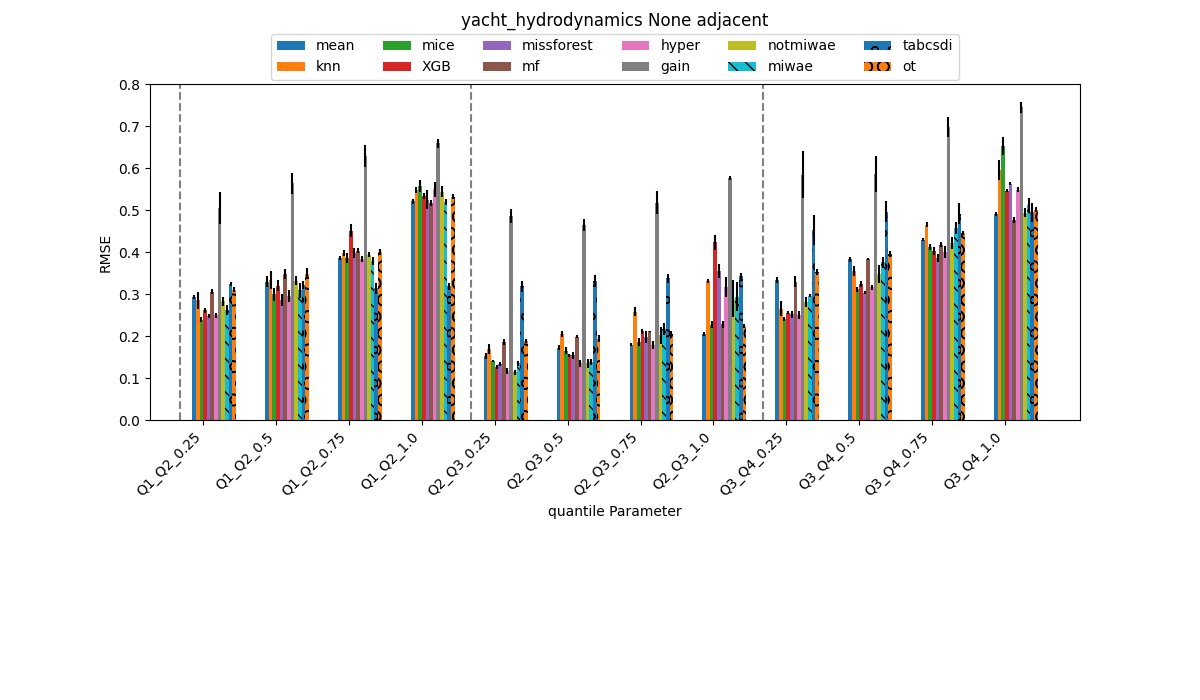 yacht_hydrodynamics None adjacent
mean mice missforest hyper notmiwae tabcsdi
knn XGB mf gain miwae ot
0.8
0.7
0.6
0.5
0.4
0.3
0.2
0.1
0.0
RMSE
Q1_Q2_0.25 Q1_Q2_0.5 Q1_Q2_0.75 Q1_Q2_1.0 Q2_Q3_0.25 Q2_Q3_0.5 Q2_Q3_0.75 Q2_Q3_1.0 Q3_Q4_0.25 Q3_Q4_0.5 Q3_Q4_0.75 Q3_Q4_1.0
quantile Parameter